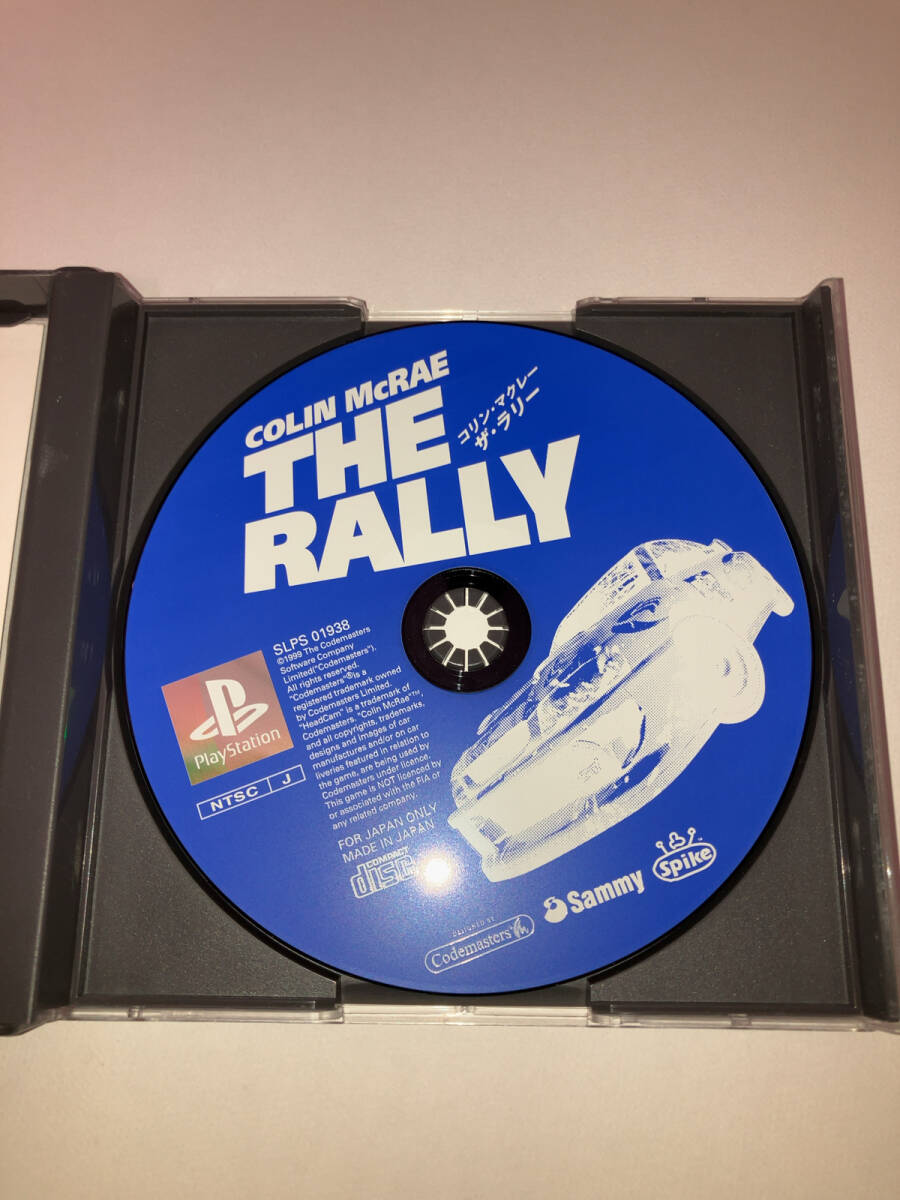 COLIN McRAE
THE
RALLY
コリン・マクレー
ザ・ラリー
SLPS 01938
©1999 The Codemasters
Software Company
Limited("Codemasters").
All rights reserved.
"Codemasters"®is a
registered trademark owned
by Codemasters Limited.
"HeadCam" is a trademark of
Codemasters. "Colin McRae"™,
and all copyrights, trademarks,
designs and images of car
manufactures and/or on car
liveries featured in relation to
the game, are being used by
Codemasters under licence.
This game is NOT licenced by
or associated with the FIA or
any related company.
PlayStation
NTSC J
FOR JAPAN ONLY
MADE IN JAPAN
COMPACT
disc
DESIGNED BY
Codemasters
Sammy
Spike™